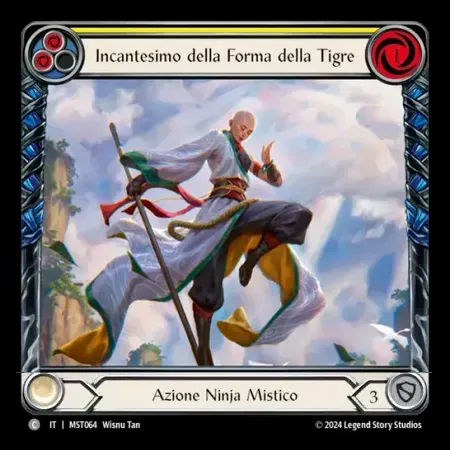 Incantesimo della Forma della Tigre
1
Azione Ninja Mistico
3
C IT | MST064 Wisnu Tan
© 2024 Legend Story Studios